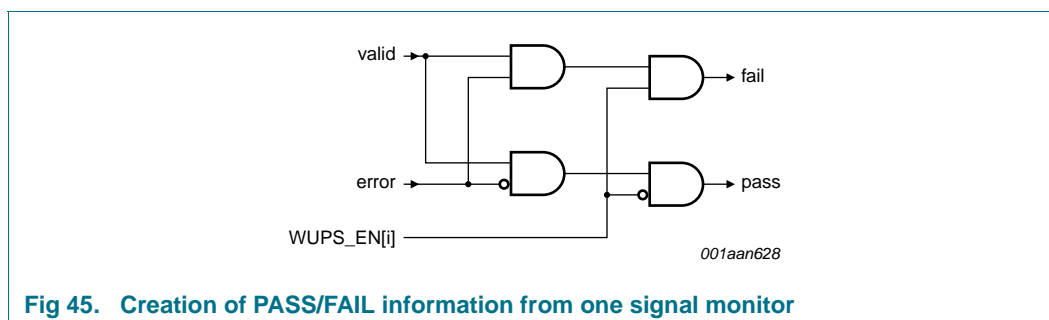 valid
fail
error
pass
WUPS_EN[i]
001aan628
Fig 45. Creation of PASS/FAIL information from one signal monitor